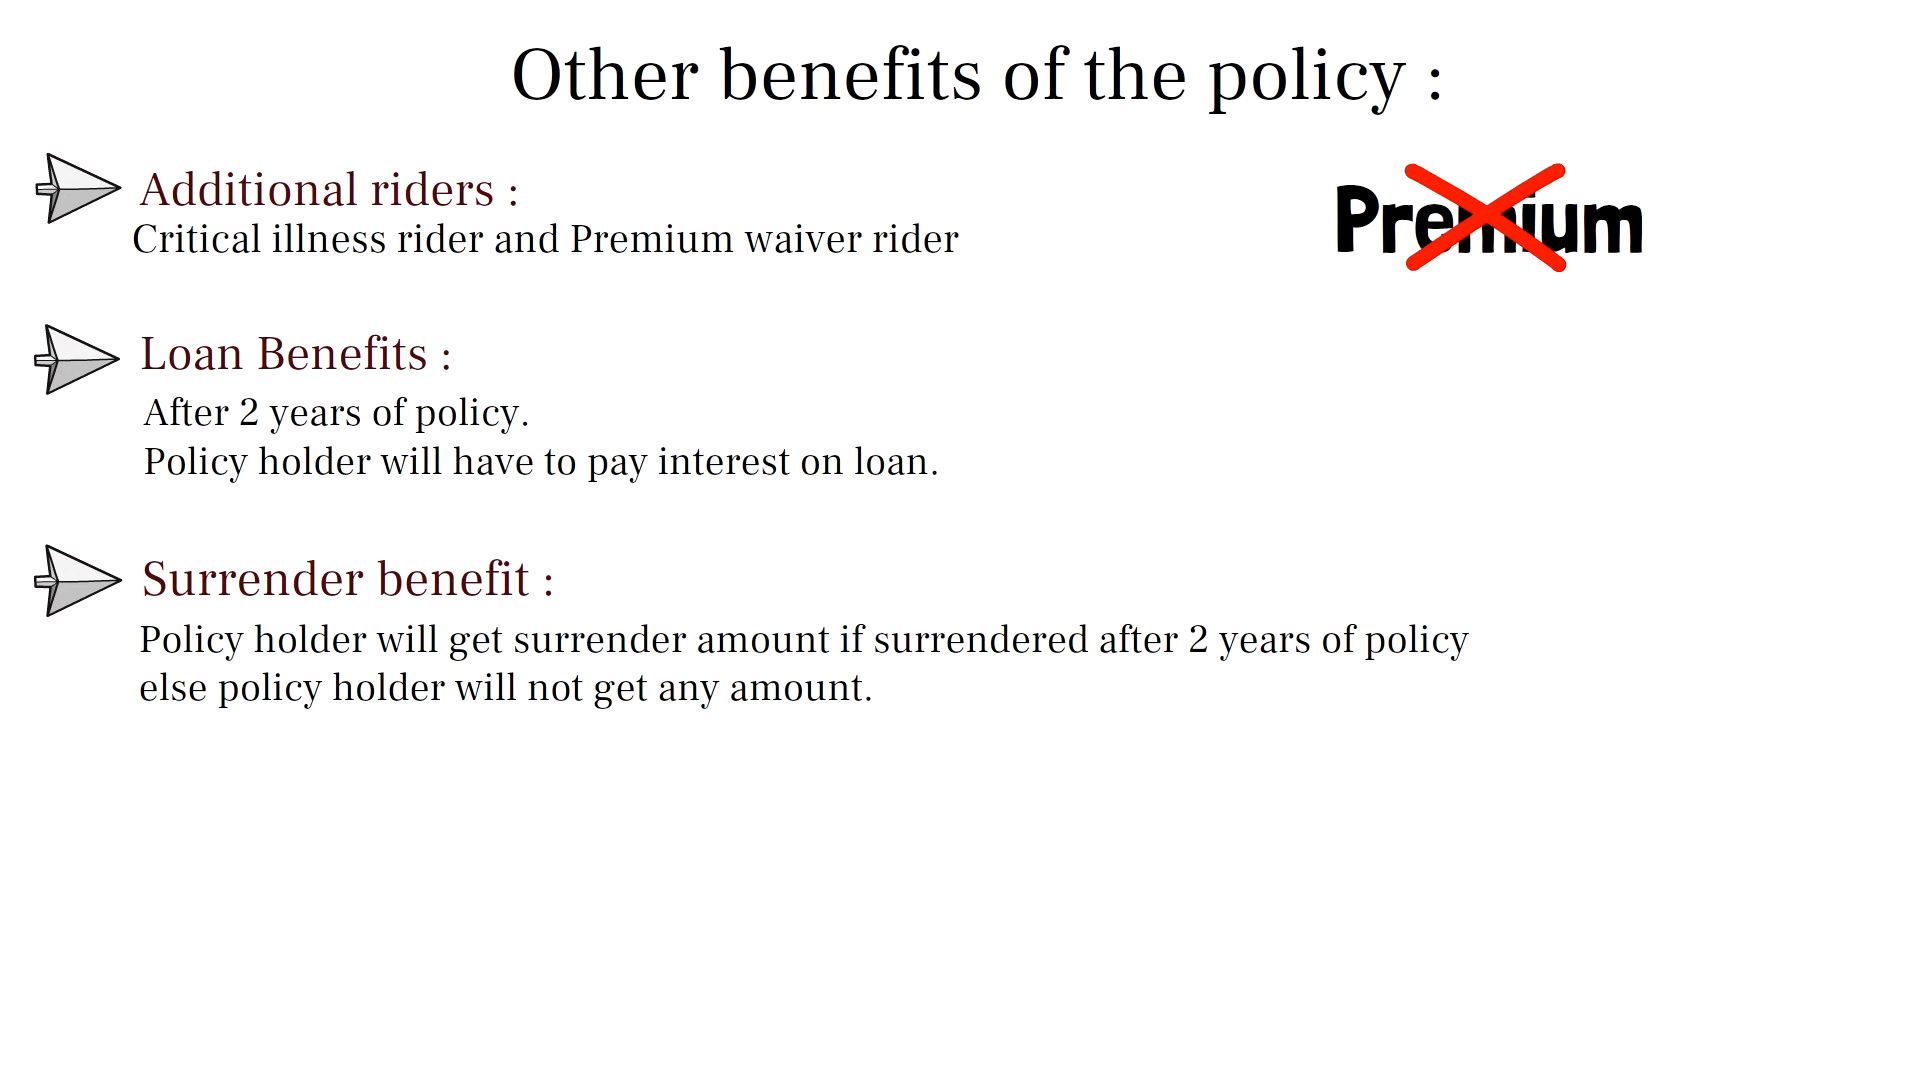 Other benefits of the policy :
Additional riders :
Critical illness rider and Premium waiver rider
Premium
Loan Benefits :
After 2 years of policy.
Policy holder will have to pay interest on loan.
Surrender benefit :
Policy holder will get surrender amount if surrendered after 2 years of policy
else policy holder will not get any amount.